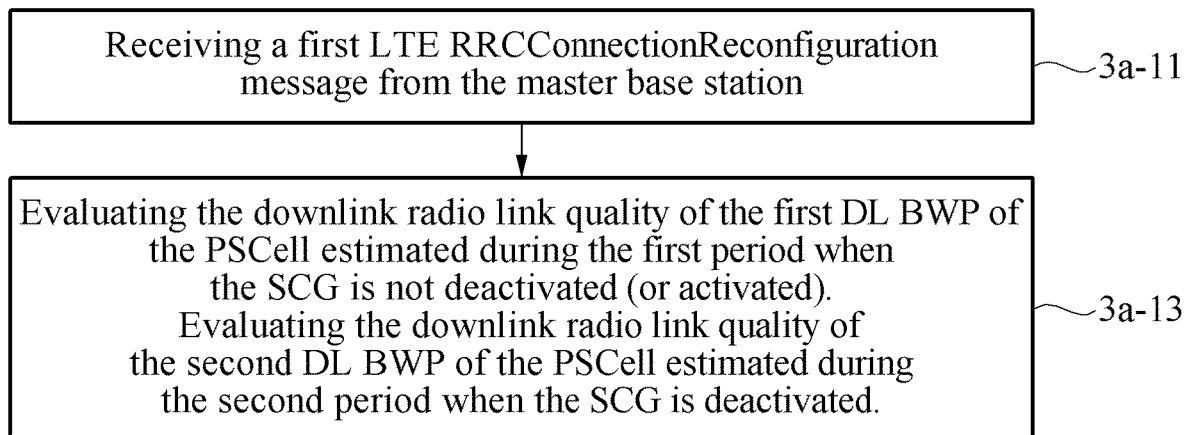 Receiving a first LTE RRCConnectionReconfiguration
message from the master base station
3a-11
Evaluating the downlink radio link quality of the first DL BWP of
the PSCell estimated during the first period when
the SCG is not deactivated (or activated).
Evaluating the downlink radio link quality of
the second DL BWP of the PSCell estimated during
the second period when the SCG is deactivated.
3a-13